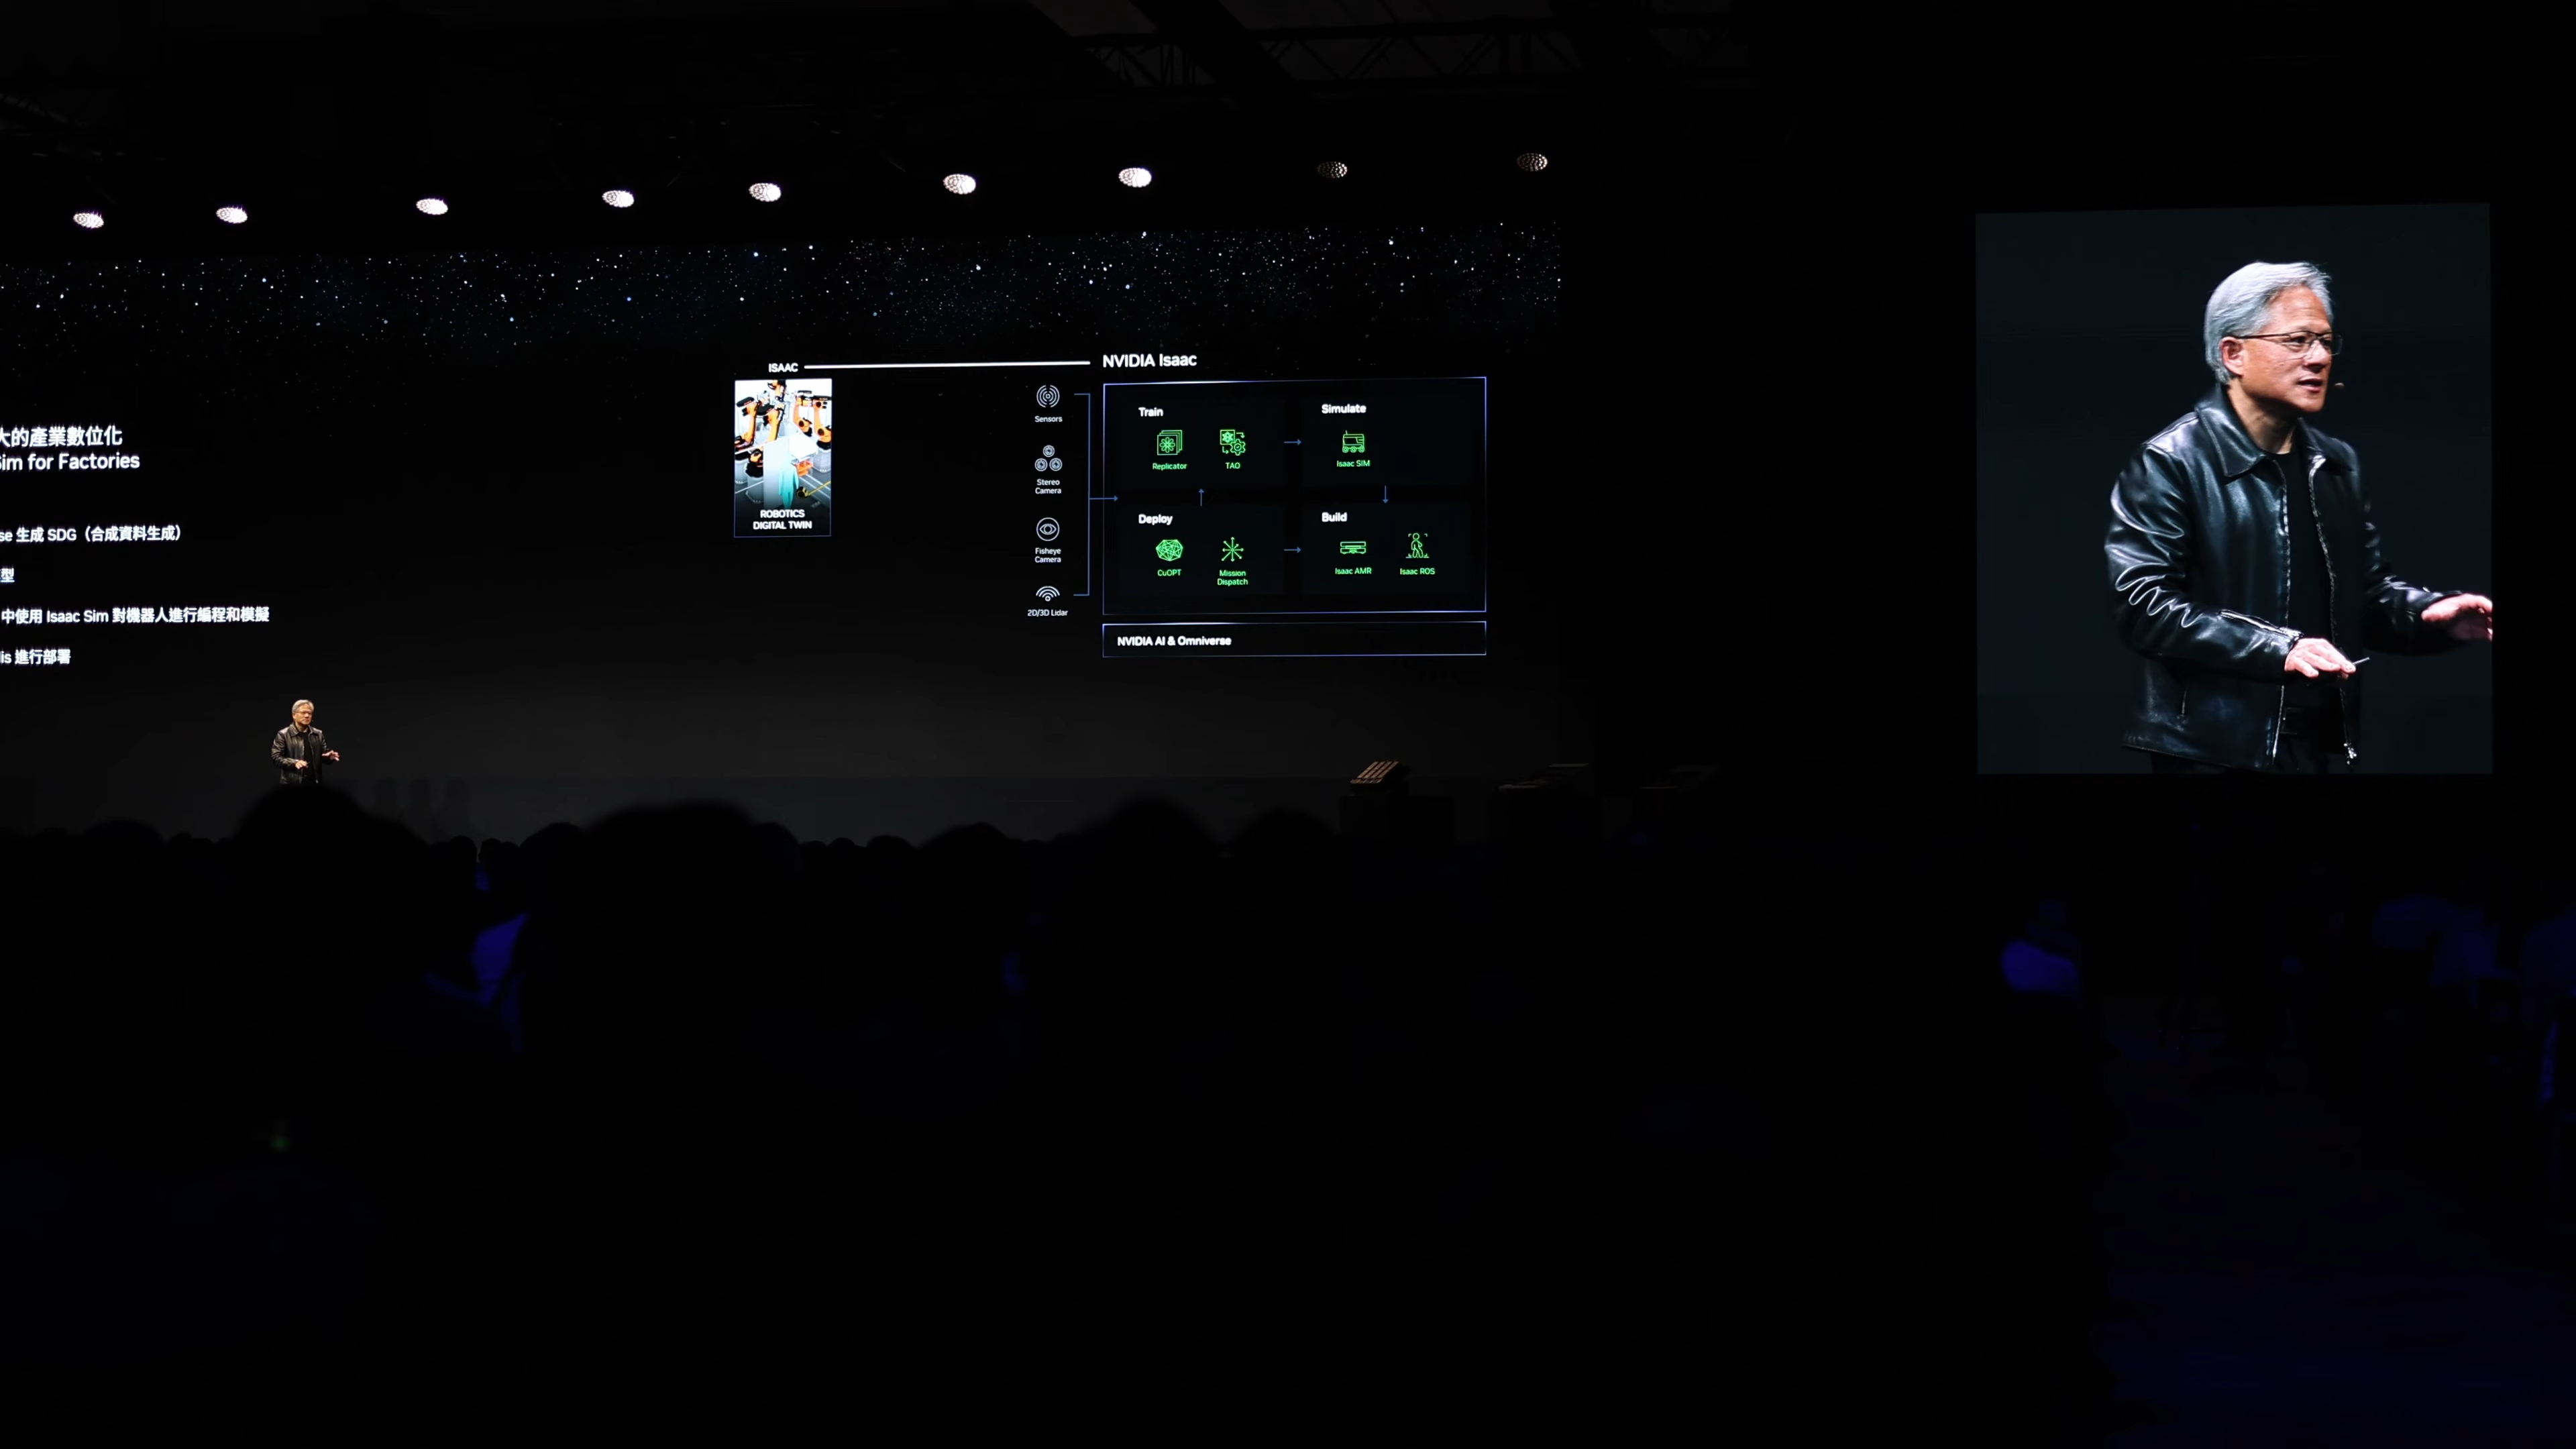 大的產業數位化
Sim for Factories
se 生成 SDG（合成資料生成）
型
中使用 Isaac Sim 對機器人進行編程和模擬
is 進行部署
ISAAC
ROBOTICS
DIGITAL TWIN
Sensors
Stereo
Camera
Fisheye
Camera
2D/3D Lidar
NVIDIA Isaac
Train
Replicator
TAO
Simulate
Isaac SIM
Deploy
CuOPT
Mission
Dispatch
Build
Isaac AMR
Isaac ROS
NVIDIA AI & Omniverse